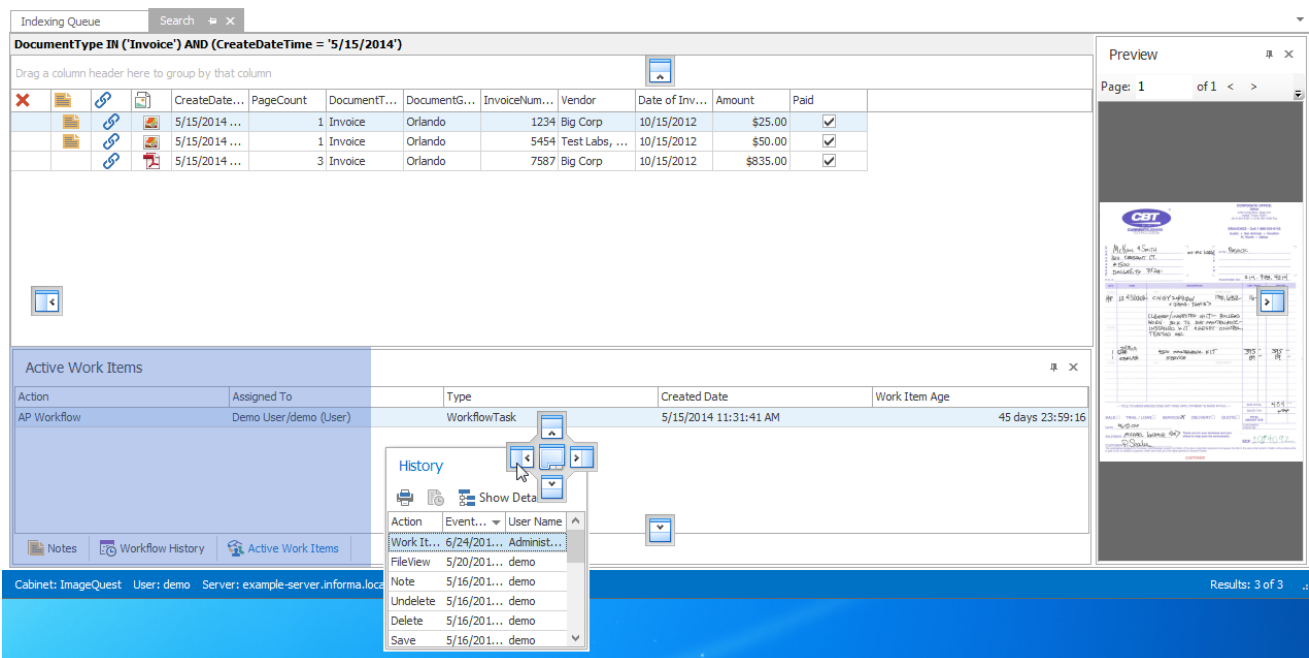 Indexing Queue Search
DocumentType IN ('Invoice') AND (CreateDateTime = '5/15/2014')
Drag a column header here to group by that column
CreateDate... PageCount DocumentT... DocumentG... InvoiceNum... Vendor Date of Inv... Amount Paid
5/15/2014 ... 1 Invoice Orlando 1234 Big Corp 10/15/2012 $25.00
5/15/2014 ... 1 Invoice Orlando 5454 Test Labs, ... 10/15/2012 $50.00
5/15/2014 ... 3 Invoice Orlando 7587 Big Corp 10/15/2012 $835.00
Preview
Page: 1 of 1 < >
CBT
Active Work Items
Action Assigned To Type Created Date Work Item Age
AP Workflow Demo User/demo (User) WorkflowTask 5/15/2014 11:31:41 AM 45 days 23:59:16
History
Show Deta
Action Event... User Name
Work It... 6/24/201... Administ...
FileView 5/20/201... demo
Note 5/16/201... demo
Undelete 5/16/201... demo
Delete 5/16/201... demo
Save 5/16/201... demo
Notes Workflow History Active Work Items
Cabinet: ImageQuest User: demo Server: example-server.informa.loca
Results: 3 of 3